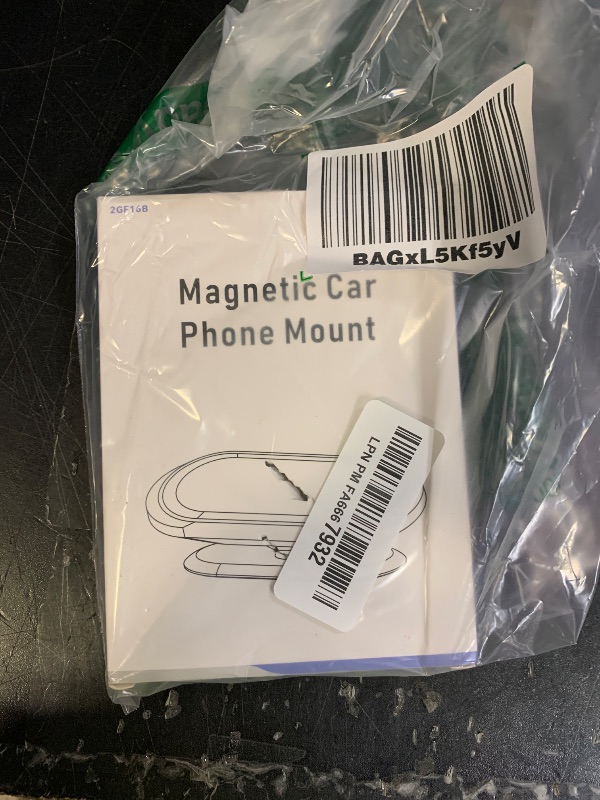 2GF16B
BAGxL5Kf5yV
Magnetic Car
Phone Mount
LPN PM FA666 7932